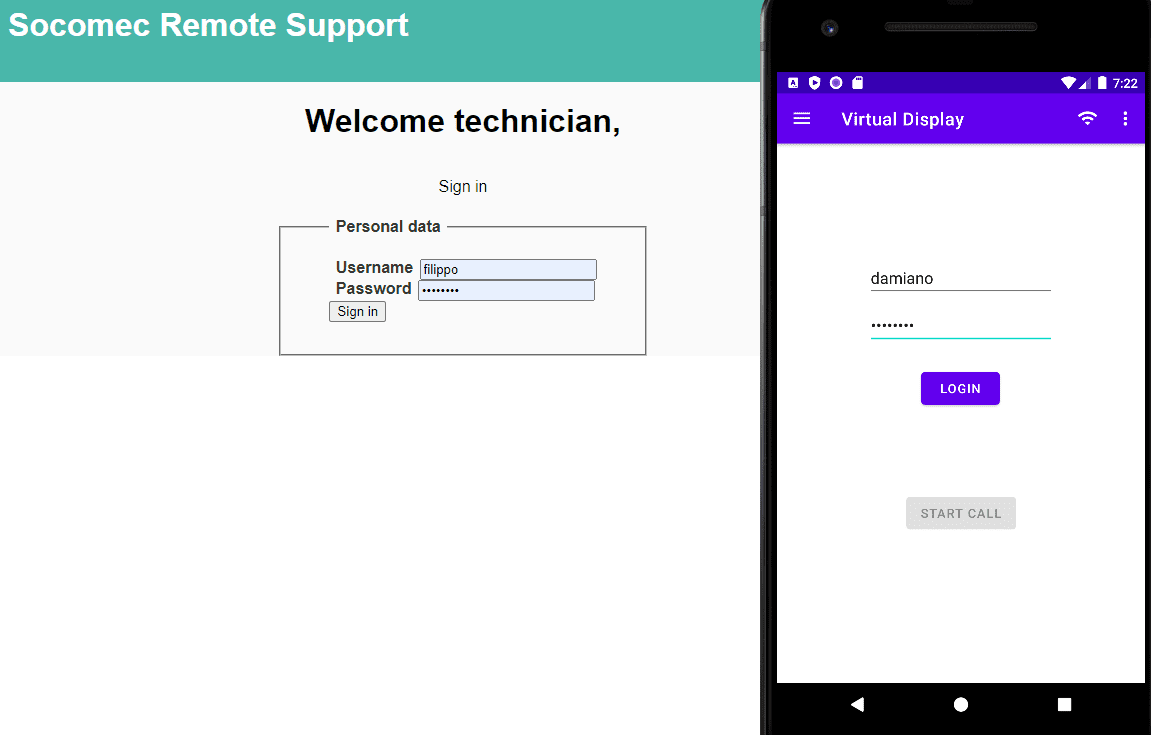 Socomec Remote Support
Welcome technician,
Sign in
Personal data
Username filippo
Password ••••••••
Sign in
7:22
Virtual Display
damiano
••••••••
LOGIN
START CALL